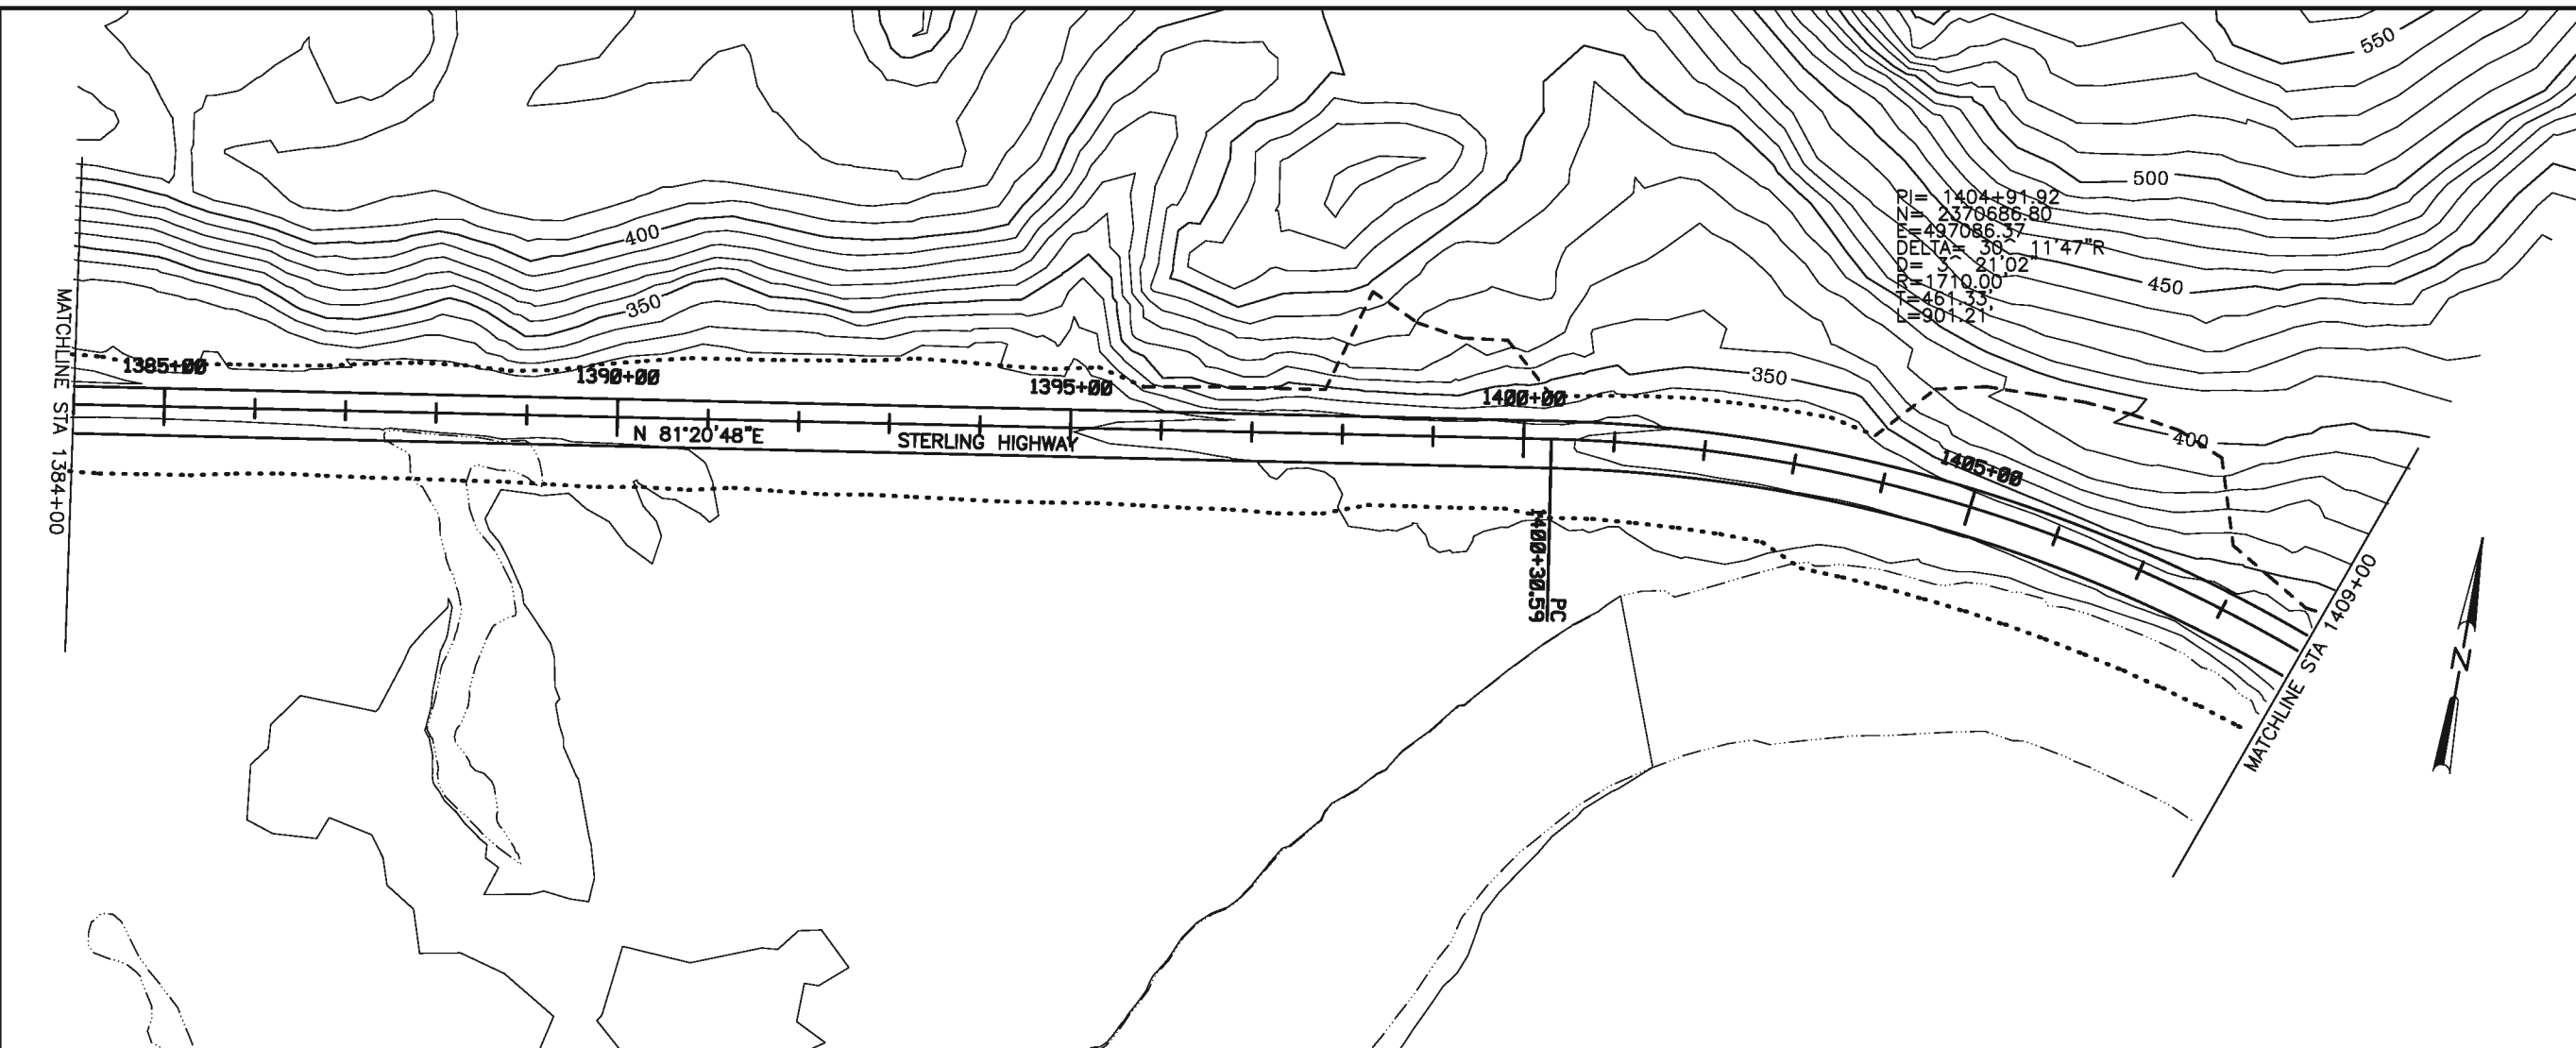 550
500
PI= 1404+91.92
N= 2370686.80
E=497086.37
DELTA= 30^ 11'47"R
D= 3^ 21'02"
R=1710.00'
T=461.33'
L=901.21'
450
400
350
MATCHLINE STA 1384+00
1385+00
1390+00
1395+00
1400+00
350
N 81°20'48"E
STERLING HIGHWAY
400
1405+00
PC
1400+30.59
MATCHLINE STA 1409+00
N